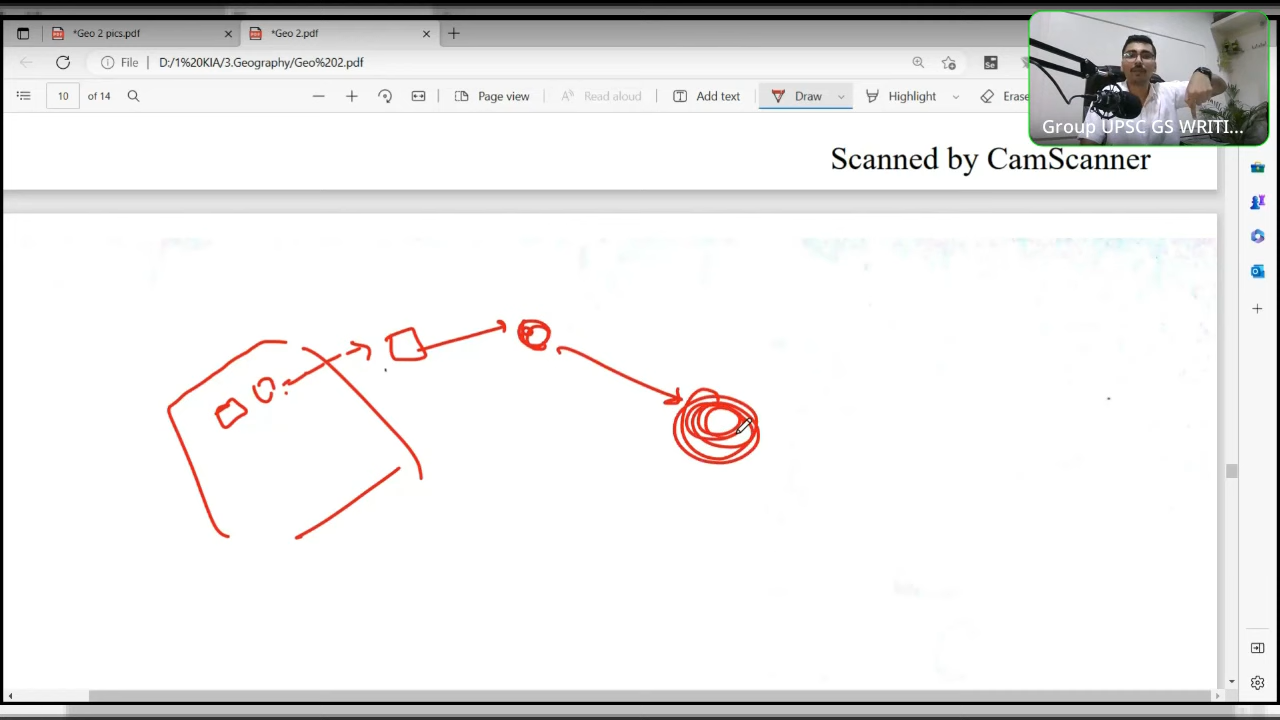 *Geo 2 pics.pdf
*Geo 2.pdf
File D:/1%20KIA/3.Geography/Geo%202.pdf
10 of 14
Page view
Read aloud
Add text
Draw
Highlight
Erase
Group UPSC GS WRITI...
Scanned by CamScanner